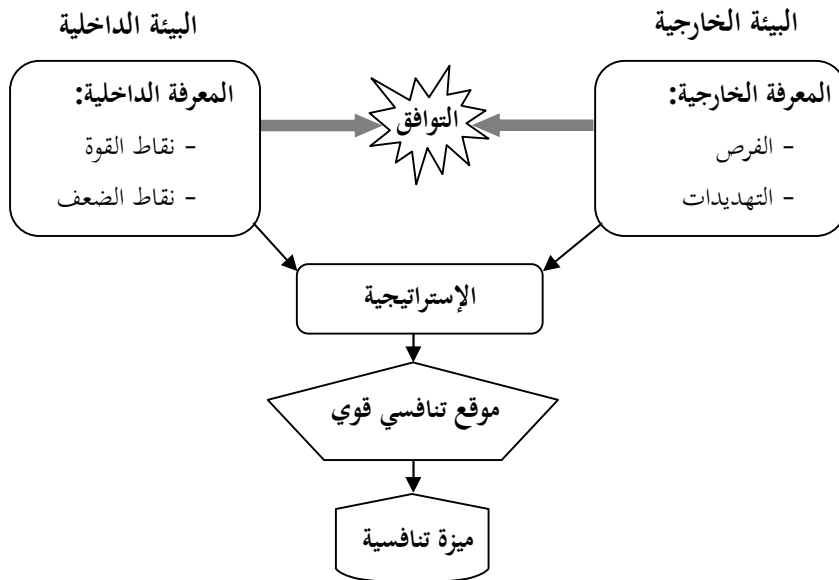 البيئة الخارجية
البيئة الداخلية
المعرفة الخارجية:
- الفرص
- التهديدات
التوافق
المعرفة الداخلية:
- نقاط القوة
- نقاط الضعف
الإستراتيجية
موقع تنافسي قوي
ميزة تنافسية